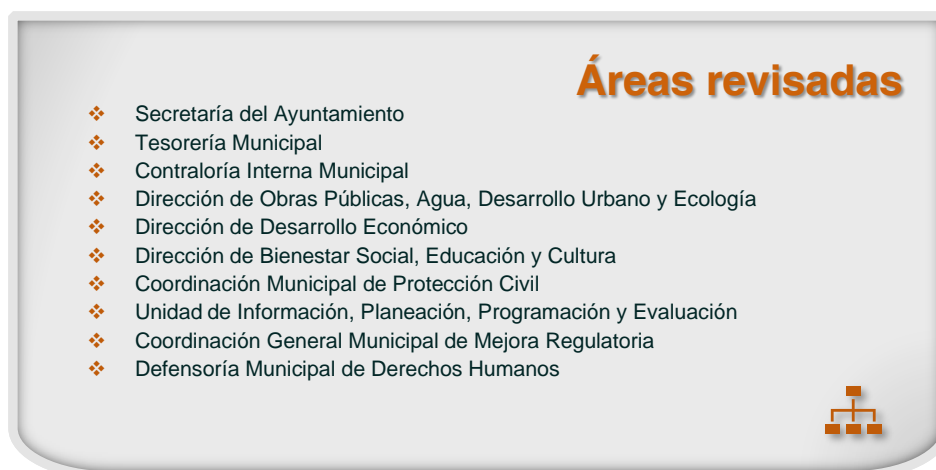 Áreas revisadas
Secretaría del Ayuntamiento
Tesorería Municipal
Contraloría Interna Municipal
Dirección de Obras Públicas, Agua, Desarrollo Urbano y Ecología
Dirección de Desarrollo Económico
Dirección de Bienestar Social, Educación y Cultura
Coordinación Municipal de Protección Civil
Unidad de Información, Planeación, Programación y Evaluación
Coordinación General Municipal de Mejora Regulatoria
Defensoría Municipal de Derechos Humanos